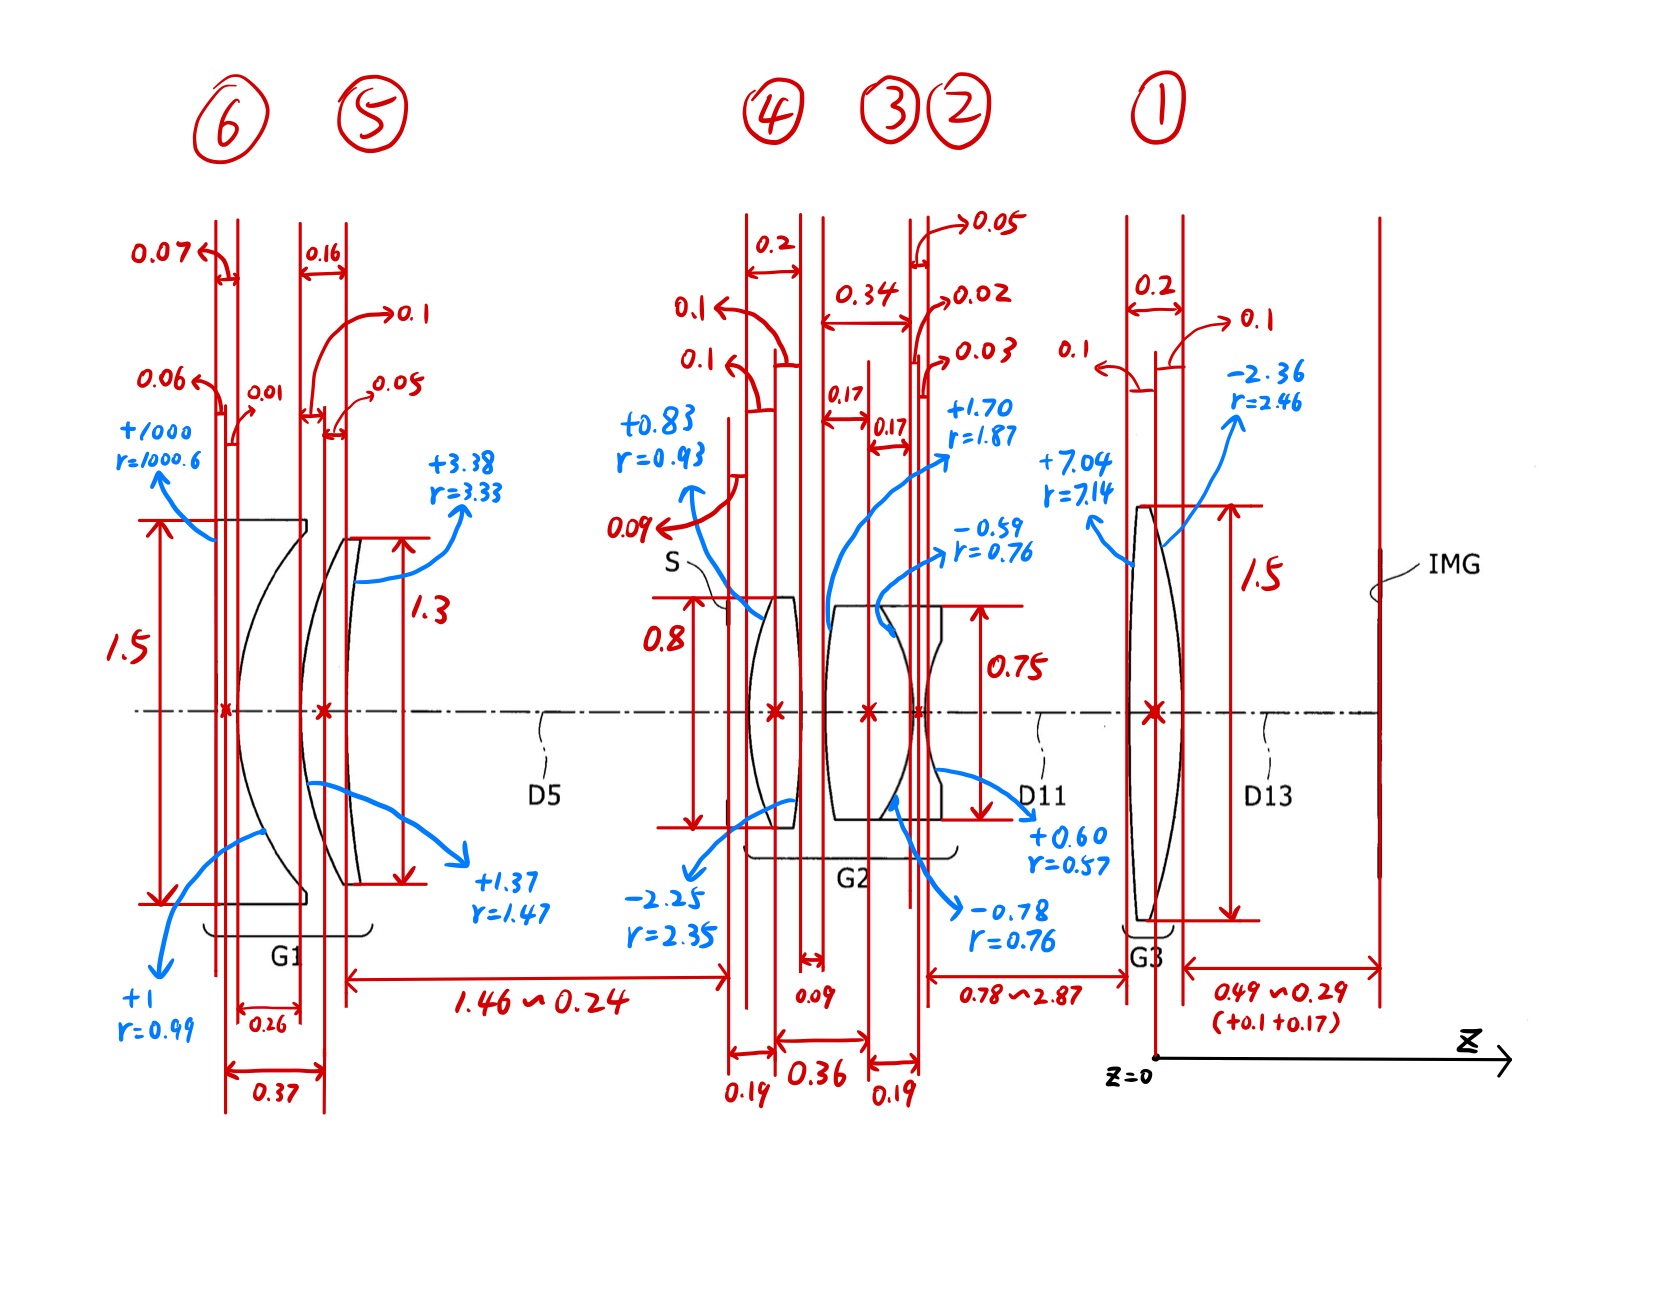 ⑥ ⑤ ④ ③ ② ①
0.07
0.16
0.2
0.05
0.34
0.02
0.2
0.1
0.1
0.1
0.03
0.1
0.1
0.06
0.01
0.05
0.17
0.17
+1000
r=1000.6
+3.38
r=3.33
+0.83
r=0.93
+1.70
r=1.87
+7.04
r=7.14
-2.36
r=2.46
0.09
-0.59
r=0.76
S
IMG
1.5
1.3
0.8
0.75
1.5
D5
D11
D13
+0.60
r=0.57
G2
+1.37
r=1.47
-2.25
r=2.35
-0.78
r=0.76
G1
G3
+1
r=0.99
0.26
1.46~0.24
0.09
0.78~2.87
0.49~0.29
(+0.1+0.17)
0.37
0.19
0.36
0.19
z=0
Z